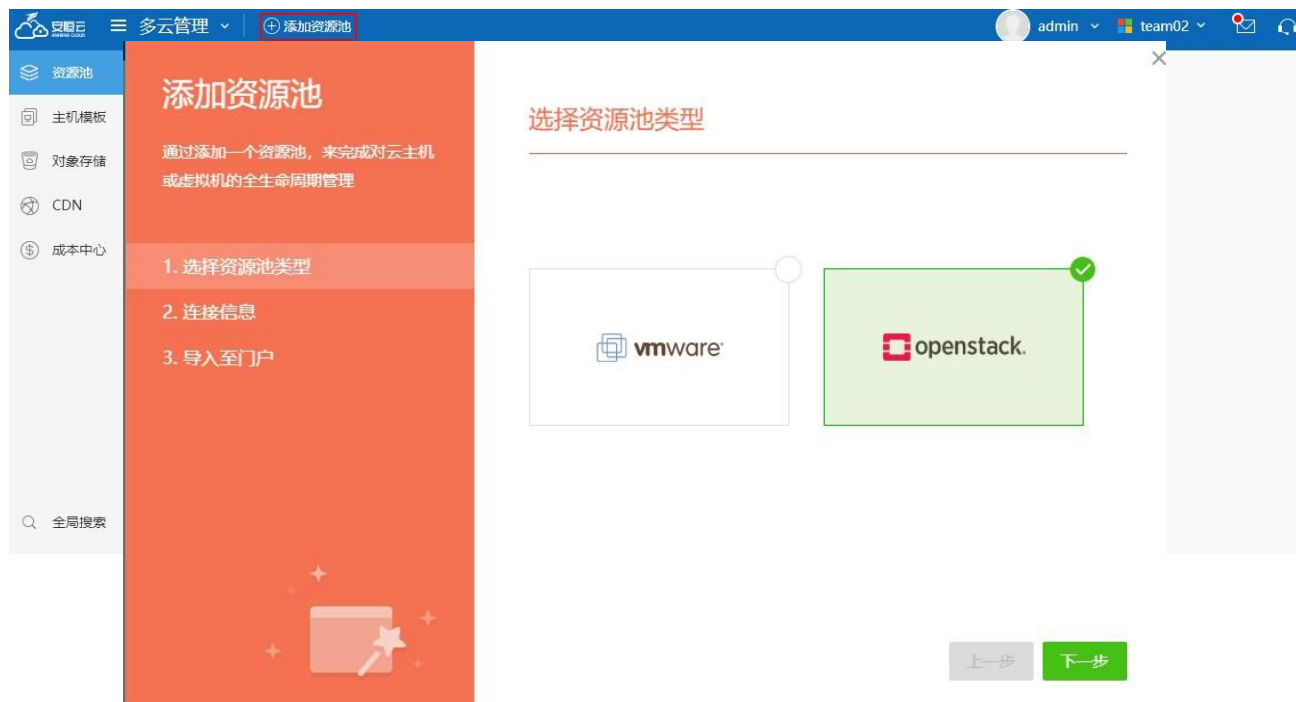 安恒云
ANHENG CLOUD
多云管理
添加资源池
admin
team02
资源池
主机模板
对象存储
CDN
成本中心
全局搜索
添加资源池
通过添加一个资源池，来完成对云主机
或虚拟机的全生命周期管理
1. 选择资源池类型
2. 连接信息
3. 导入至门户
选择资源池类型
vmware
openstack.
上一步
下一步